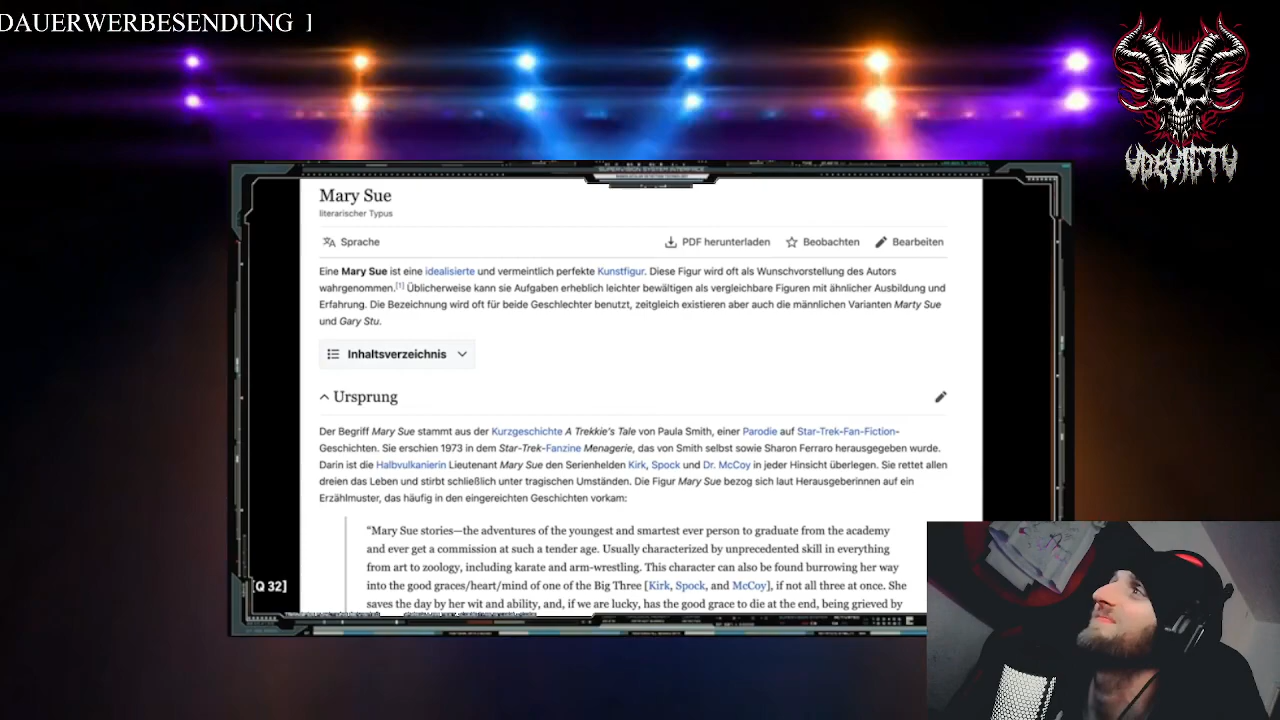 DAUERWERBESENDUNG
VDEVILTV
SUPERVISION SYSTEM INTERFACE
Mary Sue
literarischer Typus
Sprache
PDF herunterladen
Beobachten
Bearbeiten
Eine Mary Sue ist eine idealisierte und vermeintlich perfekte Kunstfigur. Diese Figur wird oft als Wunschvorstellung des Autors
wahrgenommen.[1] Üblicherweise kann sie Aufgaben erheblich leichter bewältigen als vergleichbare Figuren mit ähnlicher Ausbildung und
Erfahrung. Die Bezeichnung wird oft für beide Geschlechter benutzt, zeitgleich existieren aber auch die männlichen Varianten Marty Sue
und Gary Stu.
Inhaltsverzeichnis
Ursprung
Der Begriff Mary Sue stammt aus der Kurzgeschichte A Trekkie's Tale von Paula Smith, einer Parodie auf Star-Trek-Fan-Fiction-
Geschichten. Sie erschien 1973 in dem Star-Trek-Fanzine Menagerie, das von Smith selbst sowie Sharon Ferraro herausgegeben wurde.
Darin ist die Halbvulkanierin Lieutenant Mary Sue den Serienhelden Kirk, Spock und Dr. McCoy in jeder Hinsicht überlegen. Sie rettet allen
dreien das Leben und stirbt schließlich unter tragischen Umständen. Die Figur Mary Sue bezog sich laut Herausgeberinnen auf ein
Erzählmuster, das häufig in den eingereichten Geschichten vorkam:
“Mary Sue stories—the adventures of the youngest and smartest ever person to graduate from the academy
and ever get a commission at such a tender age. Usually characterized by unprecedented skill in everything
from art to zoology, including karate and arm-wrestling. This character can also be found burrowing her way
into the good graces/heart/mind of one of the Big Three [Kirk, Spock, and McCoy], if not all three at once. She
saves the day by her wit and ability, and, if we are lucky, has the good grace to die at the end, being grieved by
[Q 32]